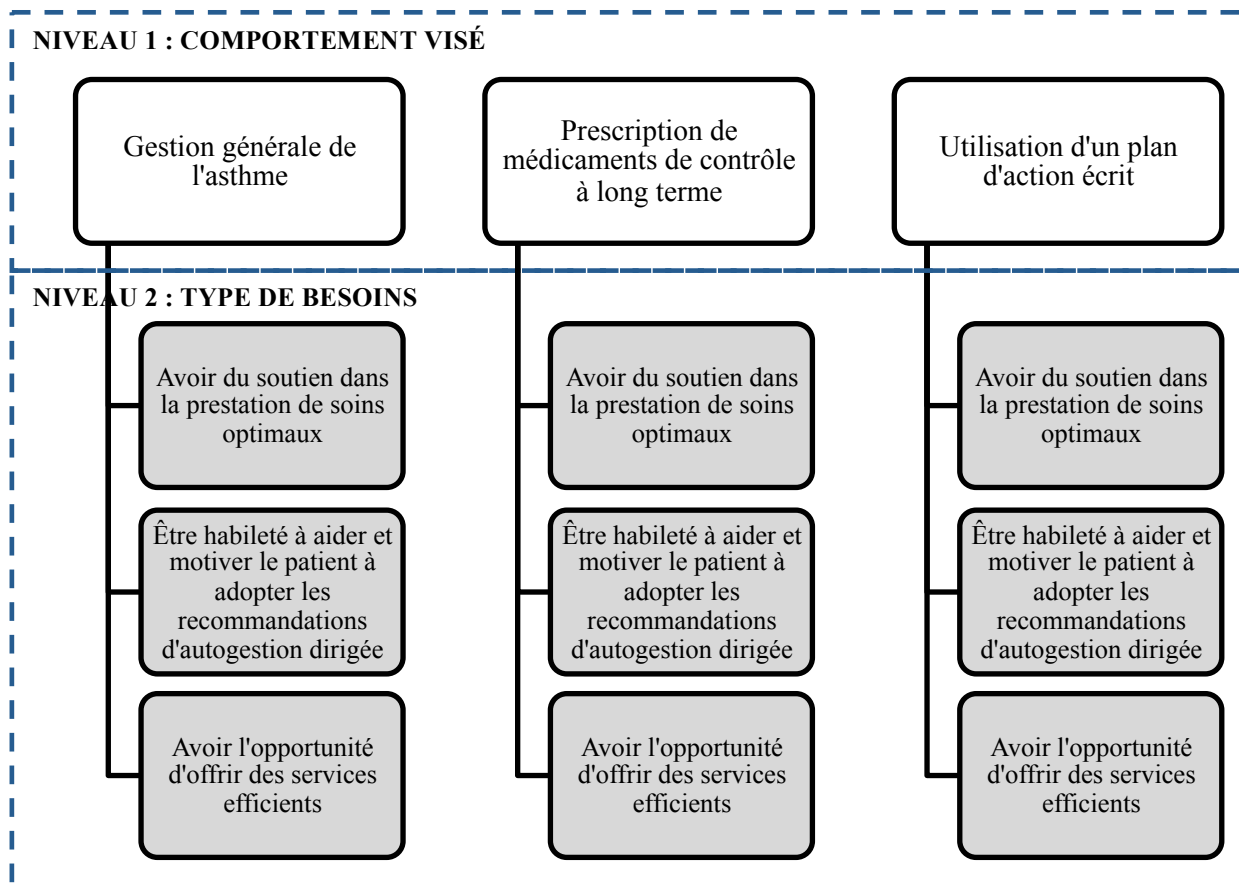 NIVEAU 1 : COMPORTEMENT VISÉ
Gestion générale de
l'asthme
Prescription de
médicaments de contrôle
à long terme
Utilisation d'un plan
d'action écrit
NIVEAU 2 : TYPE DE BESOINS
Avoir du soutien dans
la prestation de soins
optimaux
Avoir du soutien dans
la prestation de soins
optimaux
Avoir du soutien dans
la prestation de soins
optimaux
Être habileté à aider et
motiver le patient à
adopter les
recommandations
d'autogestion dirigée
Être habileté à aider et
motiver le patient à
adopter les
recommandations
d'autogestion dirigée
Être habileté à aider et
motiver le patient à
adopter les
recommandations
d'autogestion dirigée
Avoir l'opportunité
d'offrir des services
efficients
Avoir l'opportunité
d'offrir des services
efficients
Avoir l'opportunité
d'offrir des services
efficients